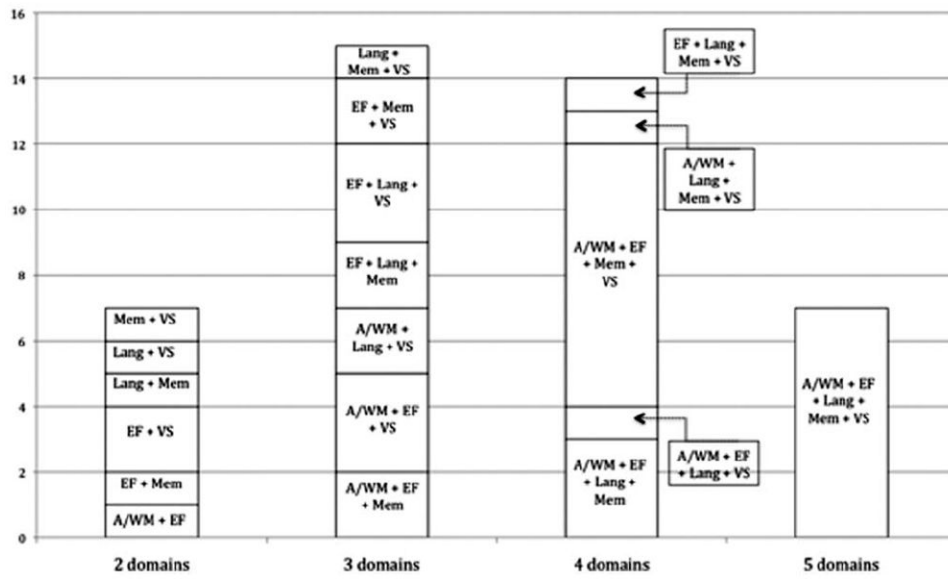 16
14
12
10
8
6
4
2
0
Mem + VS
Lang + VS
Lang + Mem
EF + VS
EF + Mem
A/WM + EF
Lang +
Mem + VS
EF + Mem
+ VS
EF + Lang +
VS
EF + Lang +
Mem
A/WM +
Lang + VS
A/WM + EF
+ VS
A/WM + EF
+ Mem
EF + Lang +
Mem + VS
A/WM +
Lang +
Mem + VS
A/WM + EF
+ Mem +
VS
A/WM + EF
+ Lang + VS
A/WM + EF
+ Lang +
Mem
A/WM + EF
+ Lang +
Mem + VS
2 domains
3 domains
4 domains
5 domains